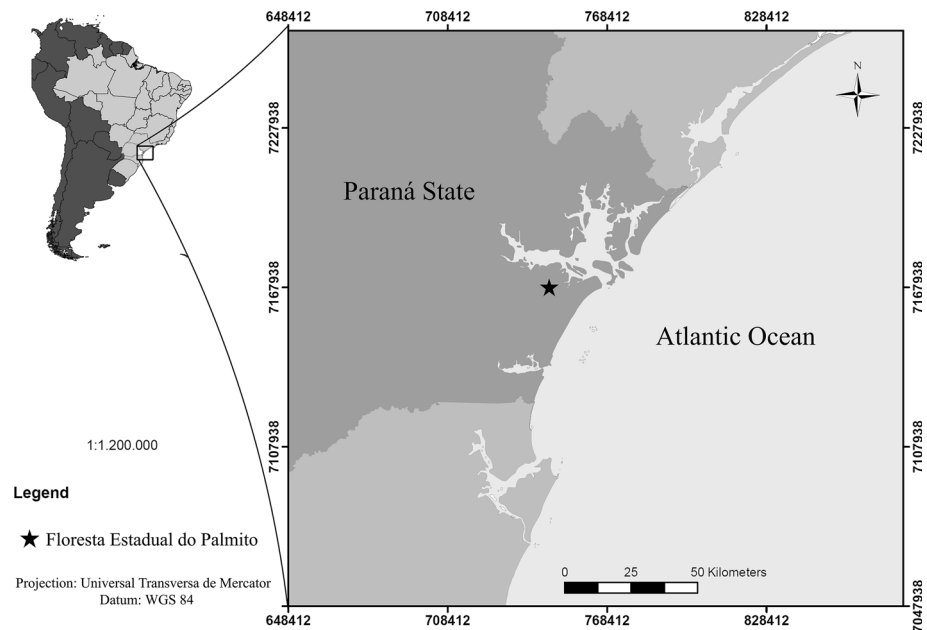 648412 708412 768412 828412
N
7227938 7227938
Paraná State
7167938 7167938
Atlantic Ocean
1:1.200.000
7107938 7107938
Legend
Floresta Estadual do Palmito
0 25 50 Kilometers
Projection: Universal Transversa de Mercator
Datum: WGS 84
7047938
648412 708412 768412 828412